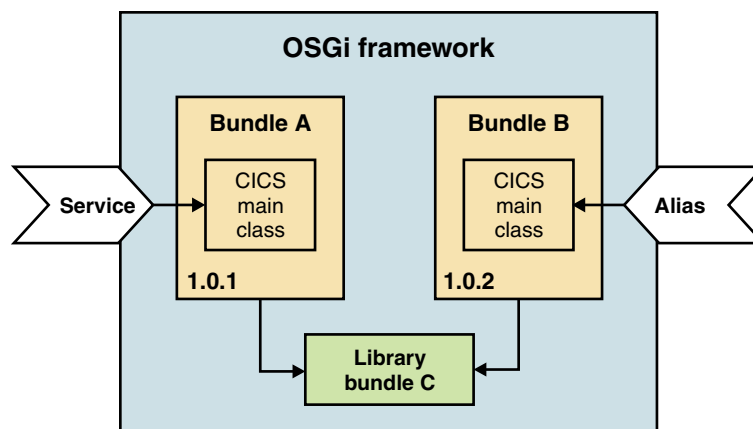 OSGi framework
Bundle A
CICS
main
class
1.0.1
Bundle B
CICS
main
class
1.0.2
Service
Alias
Library
bundle C